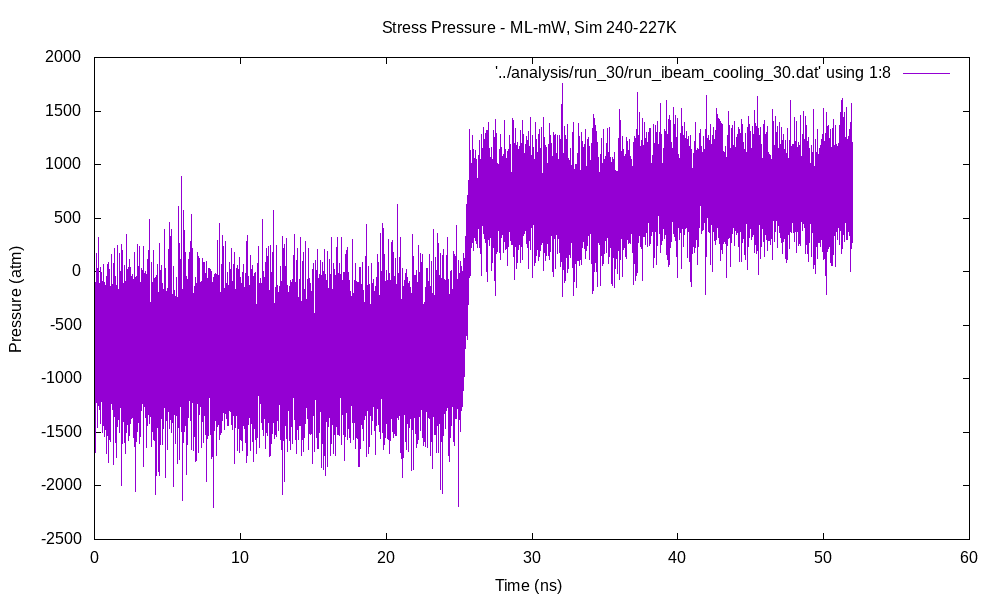 Stress Pressure - ML-mW, Sim 240-227K
'../analysis/run_30/run_ibeam_cooling_30.dat' using 1:8
2000
1500
1000
500
0
-500
-1000
-1500
-2000
-2500
Pressure (atm)
0 10 20 30 40 50 60
Time (ns)